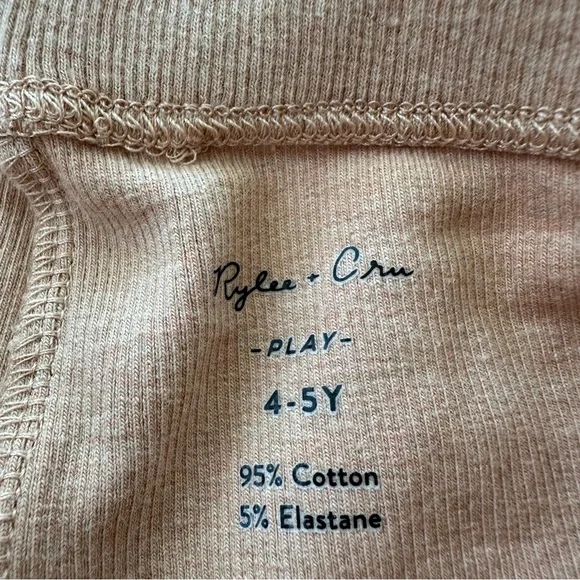 Rylee + Cru
-PLAY-
4-5Y
95% Cotton
5% Elastane